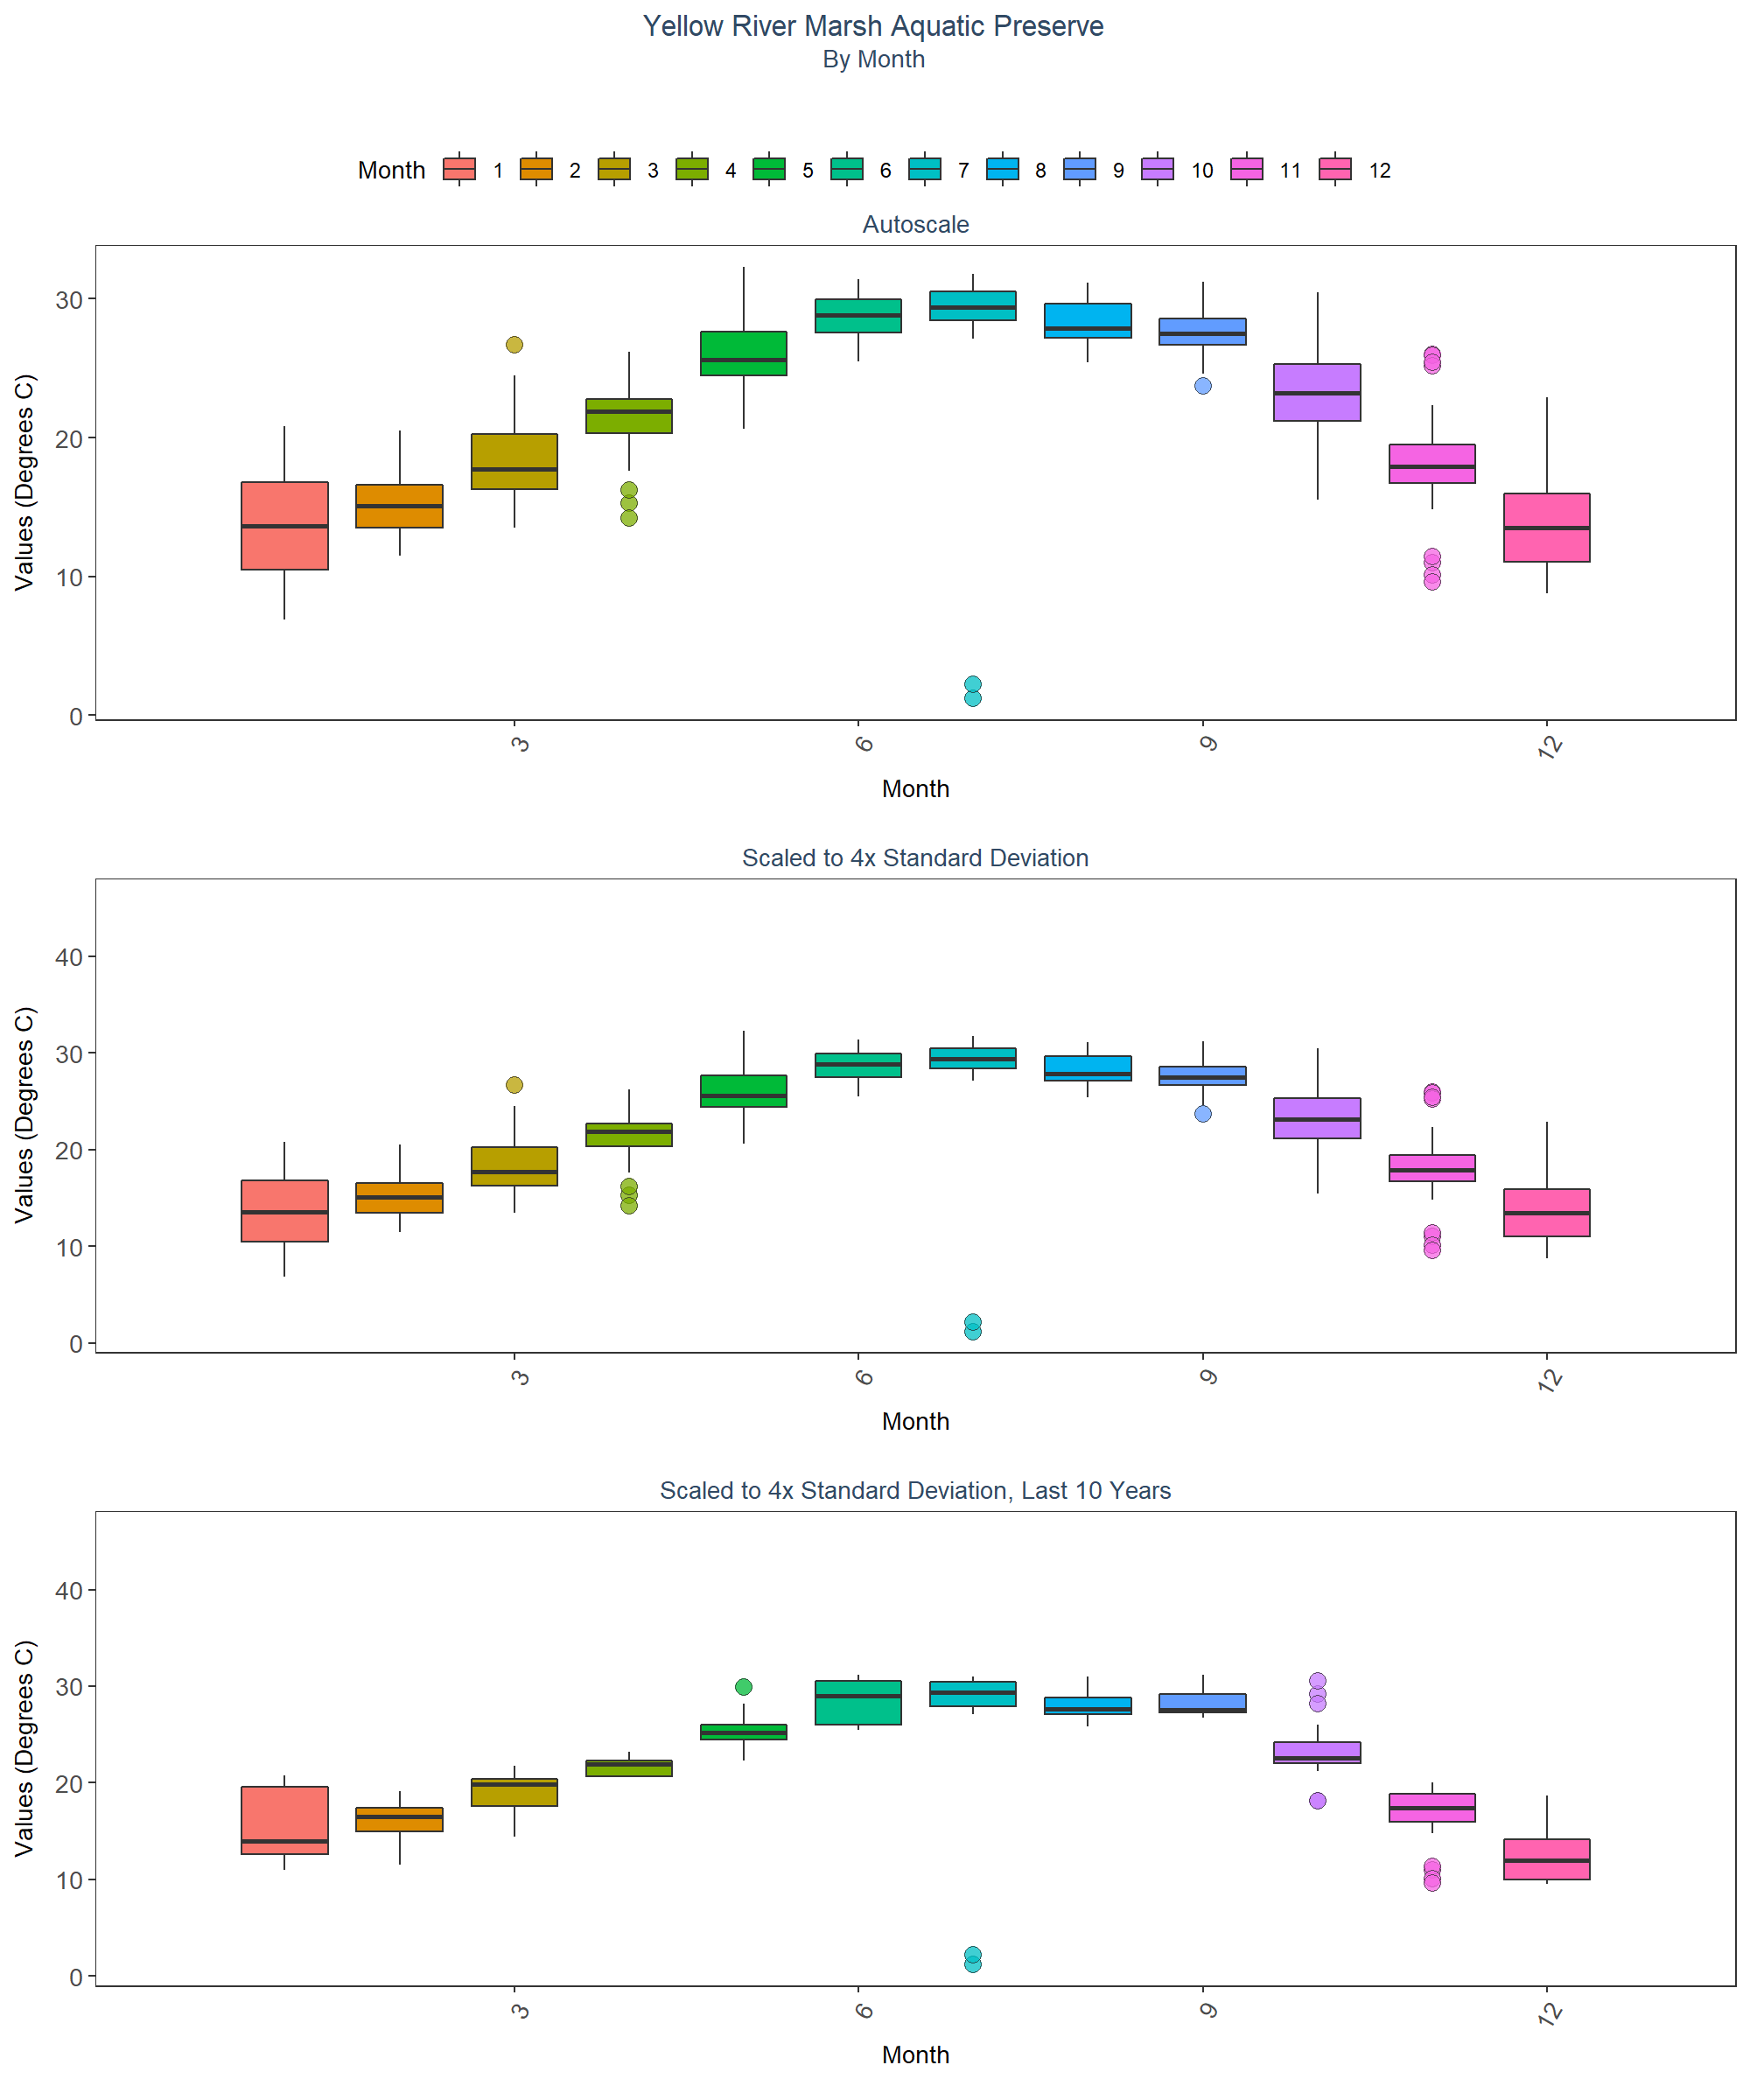 Yellow River Marsh Aquatic Preserve
By Month
Month 1 2 3 4 5 6 7 8 9 10 11 12
Autoscale
Values (Degrees C)
30
20
10
0
3 6 9 12
Month
Scaled to 4x Standard Deviation
Values (Degrees C)
40
30
20
10
0
3 6 9 12
Month
Scaled to 4x Standard Deviation, Last 10 Years
Values (Degrees C)
40
30
20
10
0
3 6 9 12
Month